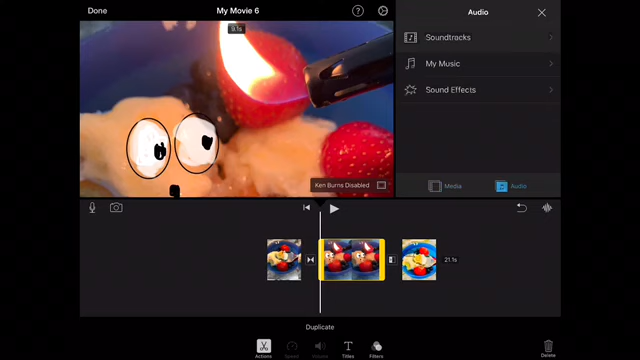 Done
My Movie 6
?
Audio
9.1s
Soundtracks
My Music
Sound Effects
Ken Burns Disabled
Media
Audio
21.1s
Duplicate
Actions
Speed
Volume
Titles
Filters
Delete